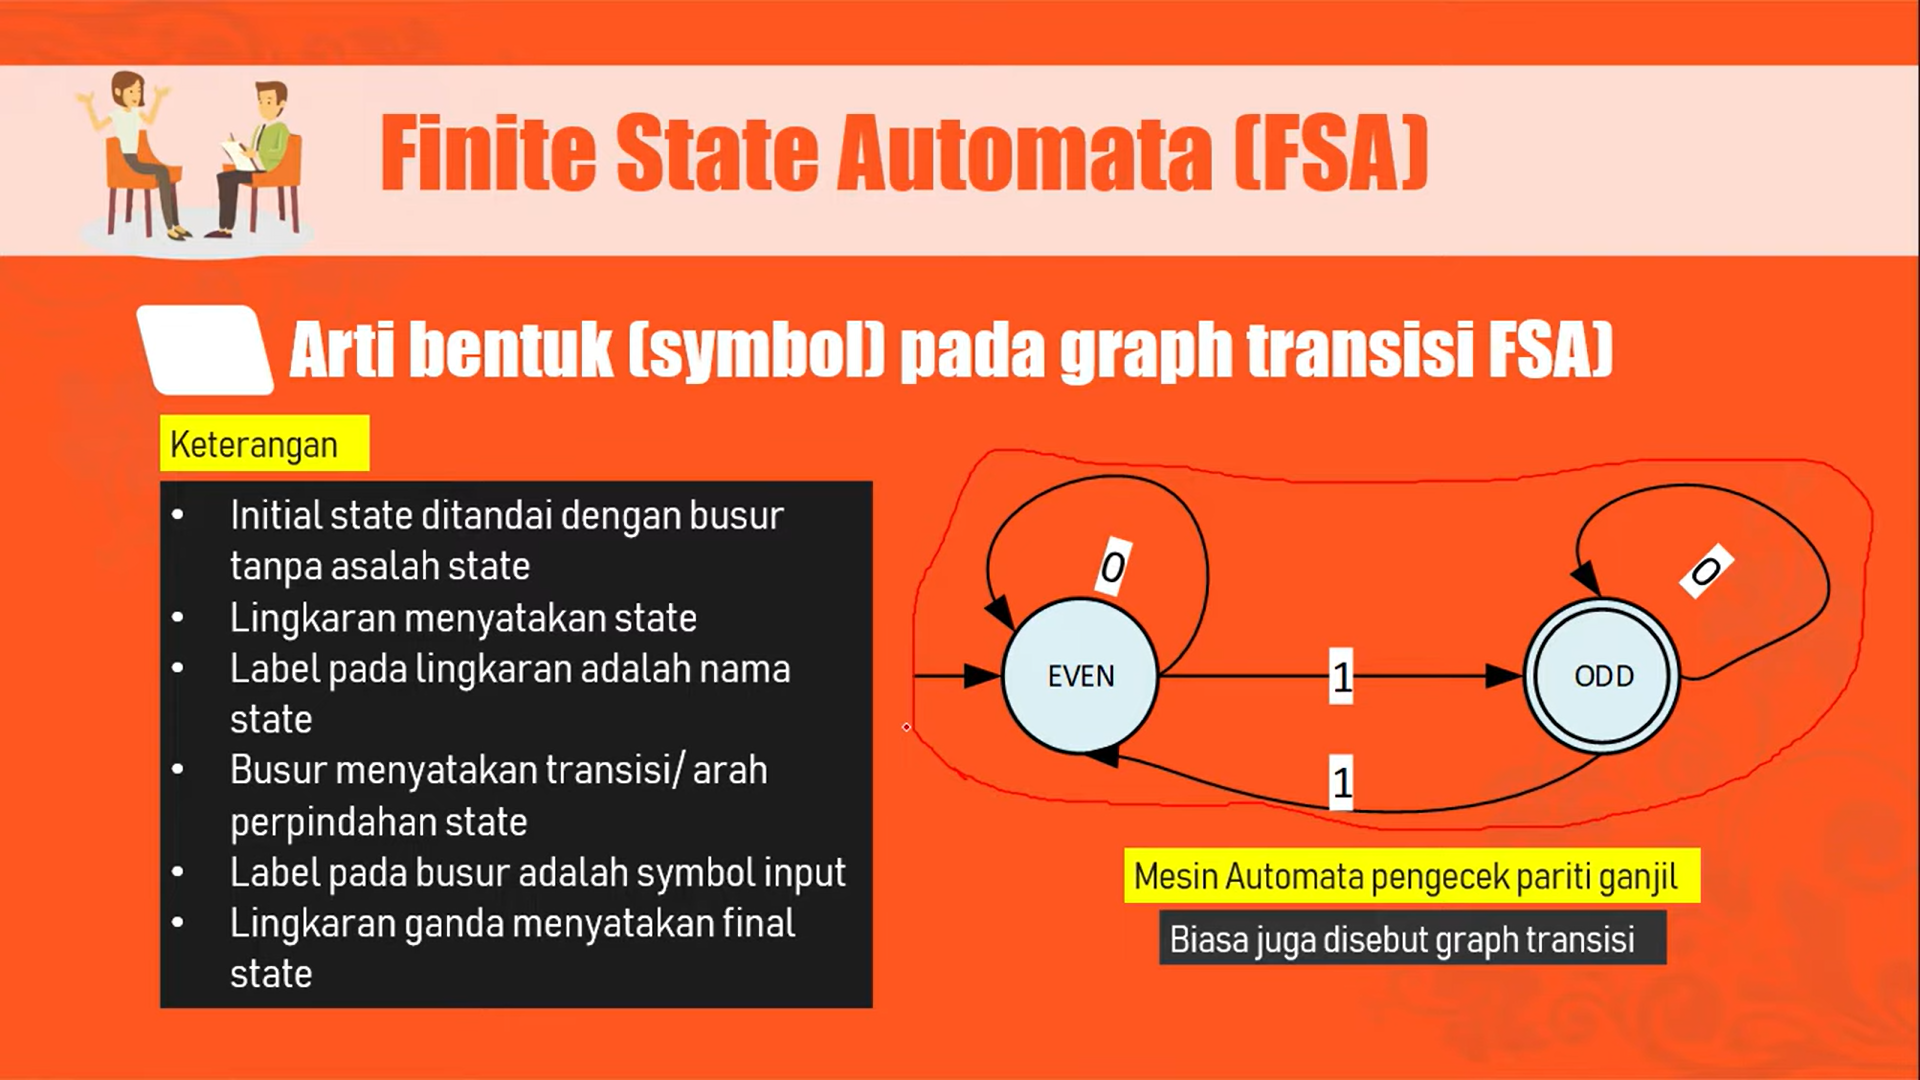 Finite State Automata (FSA)
Arti bentuk (symbol) pada graph transisi FSA)
Keterangan
• Initial state ditandai dengan busur
tanpa asalah state
• Lingkaran menyatakan state
• Label pada lingkaran adalah nama
state
• Busur menyatakan transisi/ arah
perpindahan state
• Label pada busur adalah symbol input
• Lingkaran ganda menyatakan final
state
0
0
EVEN
1
ODD
1
Mesin Automata pengecek pariti ganjil
Biasa juga disebut graph transisi